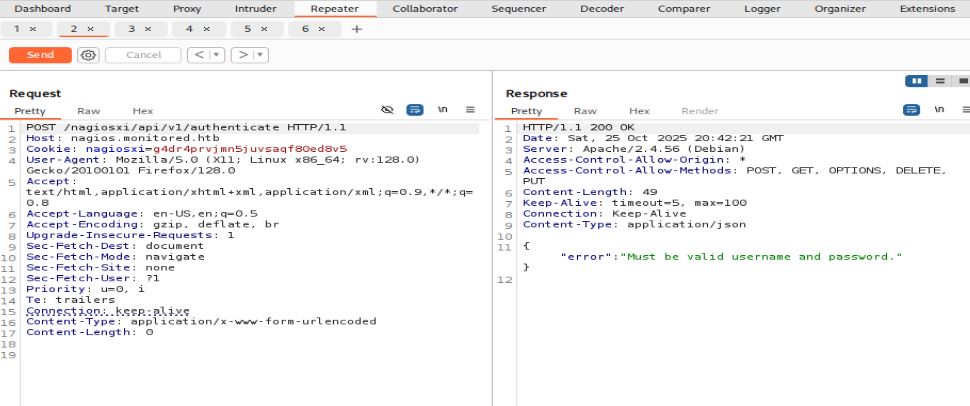 Dashboard Target Proxy Intruder Repeater Collaborator Sequencer Decoder Comparer Logger Organizer Extensions
1 × 2 × 3 × 4 × 5 × 6 × +
Send Cancel < >
Request
Pretty Raw Hex \n
1 POST /nagiosxi/api/v1/authenticate HTTP/1.1
2 Host: nagios.monitored.htb
3 Cookie: nagiosxi=g4dr4prvjmn5juvsaqf80ed8v5
4 User-Agent: Mozilla/5.0 (X11; Linux x86_64; rv:128.0)
Gecko/20100101 Firefox/128.0
5 Accept:
text/html,application/xhtml+xml,application/xml;q=0.9,*/*;q=
0.8
6 Accept-Language: en-US,en;q=0.5
7 Accept-Encoding: gzip, deflate, br
8 Upgrade-Insecure-Requests: 1
9 Sec-Fetch-Dest: document
10 Sec-Fetch-Mode: navigate
11 Sec-Fetch-Site: none
12 Sec-Fetch-User: ?1
13 Priority: u=0, i
14 Te: trailers
15 Connection: keep-alive
16 Content-Type: application/x-www-form-urlencoded
17 Content-Length: 0
18
19
Response
Pretty Raw Hex Render \n
1 HTTP/1.1 200 OK
2 Date: Sat, 25 Oct 2025 20:42:21 GMT
3 Server: Apache/2.4.56 (Debian)
4 Access-Control-Allow-Origin: *
5 Access-Control-Allow-Methods: POST, GET, OPTIONS, DELETE,
PUT
6 Content-Length: 49
7 Keep-Alive: timeout=5, max=100
8 Connection: Keep-Alive
9 Content-Type: application/json
10
11 {
"error":"Must be valid username and password."
}
12